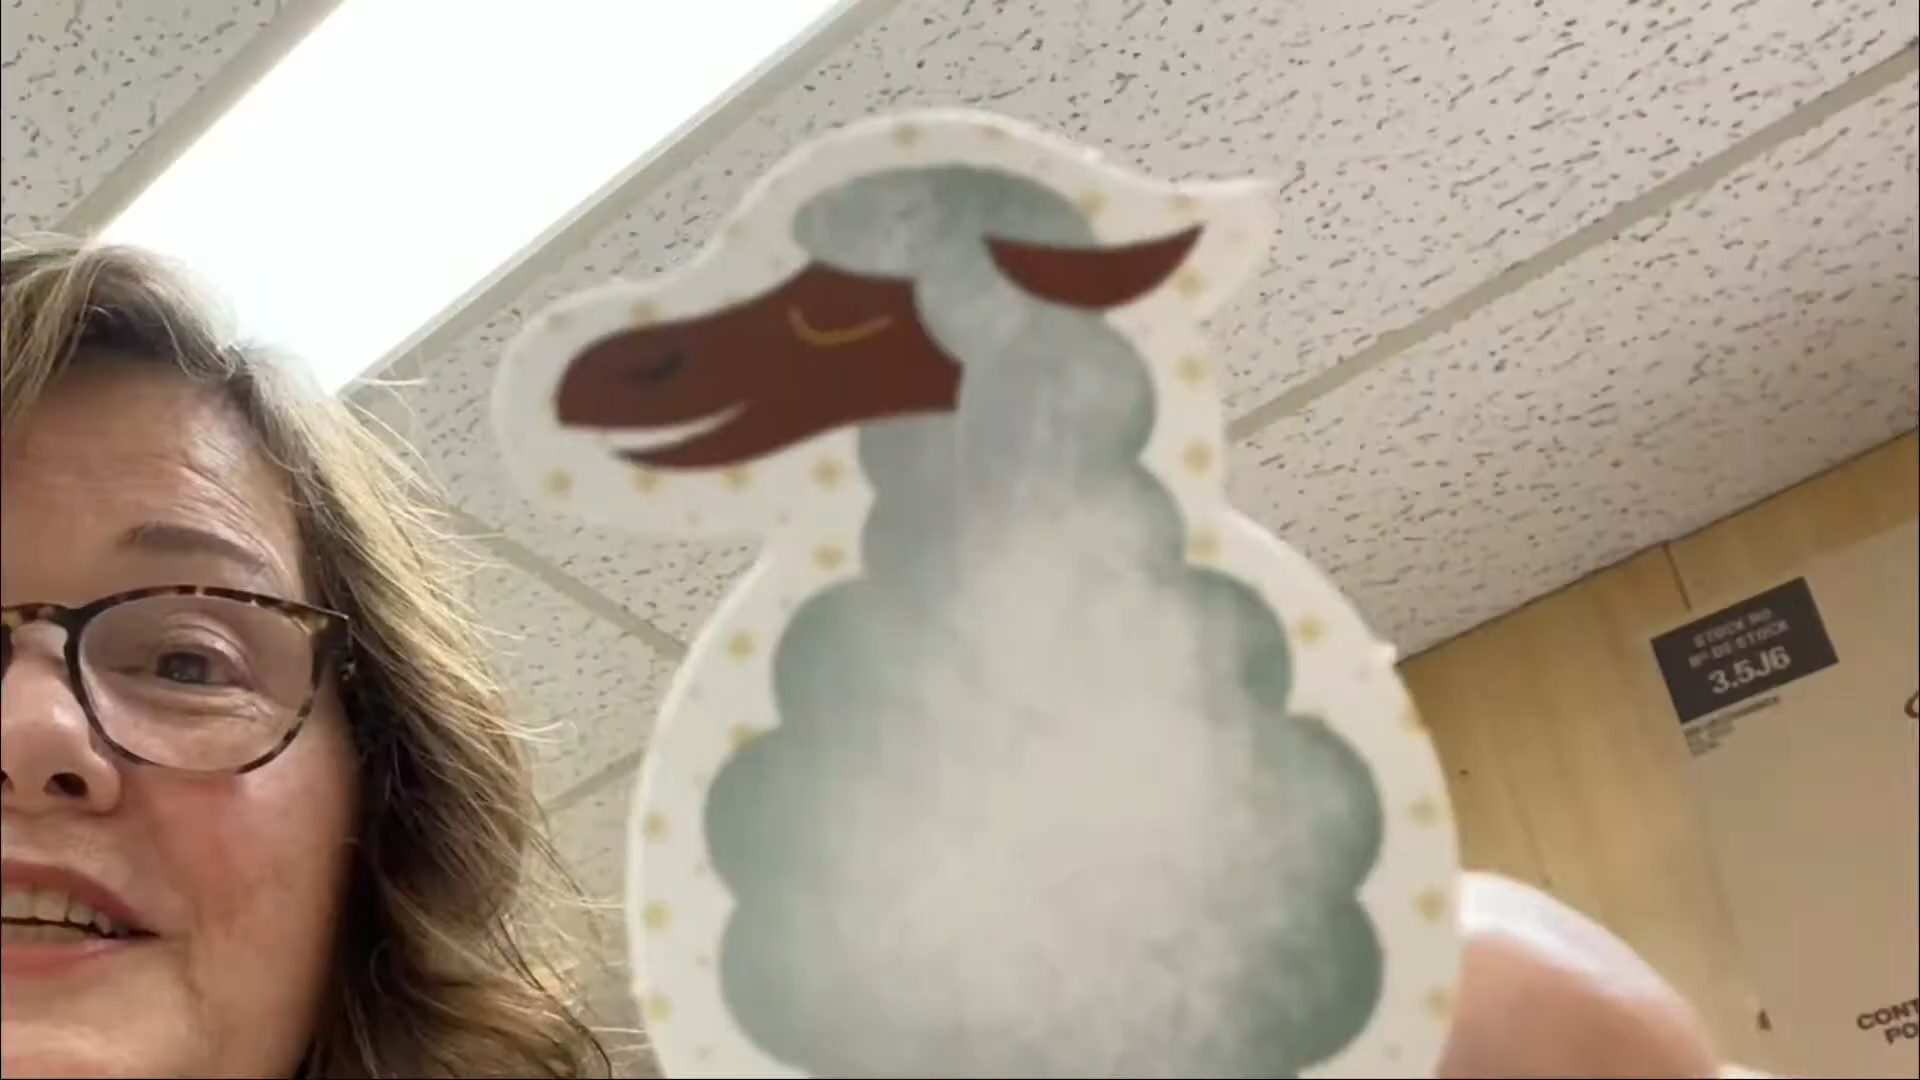 STOCK NO.
Nº DE STOCK
3.5J6
CONT
PO